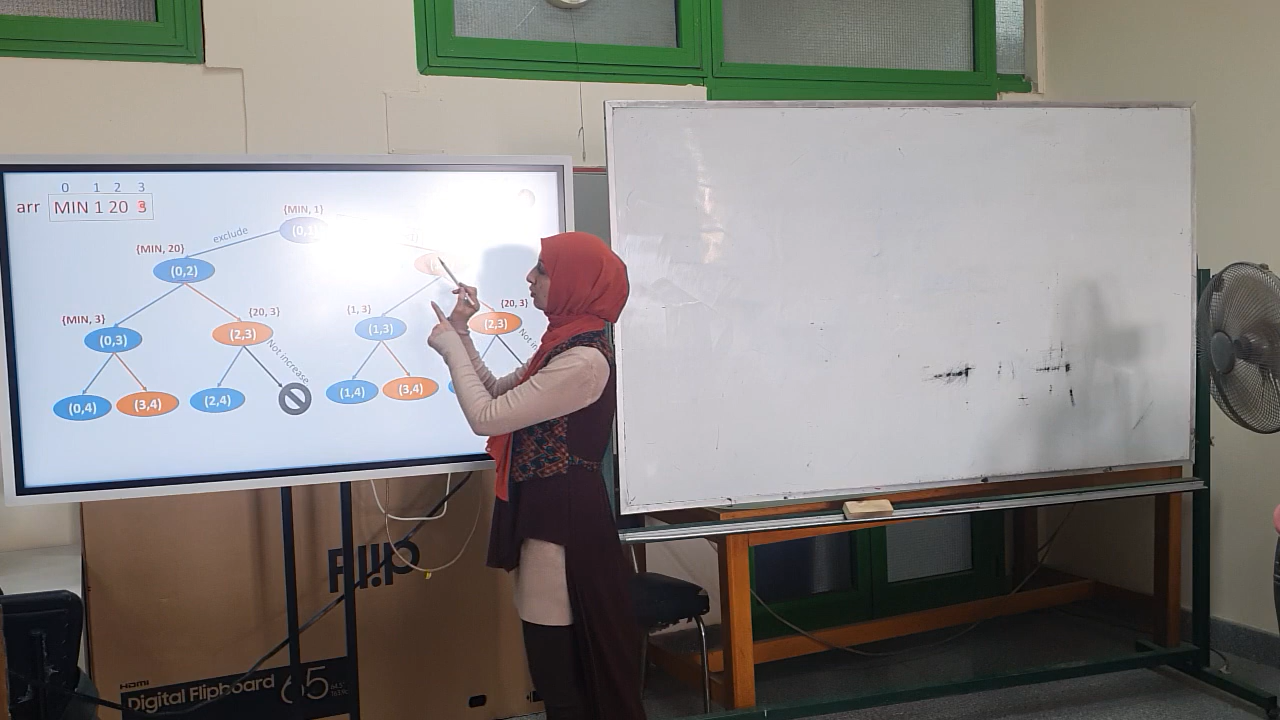 0 1 2 3
arr MIN 1 20 3
{MIN, 1}
exclude
{MIN, 20}
(0,2)
{MIN, 3} {20, 3} {1, 3} {20, 3}
(0,3) (2,3) (1,3) (2,3)
Not increase
(0,4) (3,4) (2,4) (1,4) (3,4)
Flip
HDMI
Digital Flipboard 65